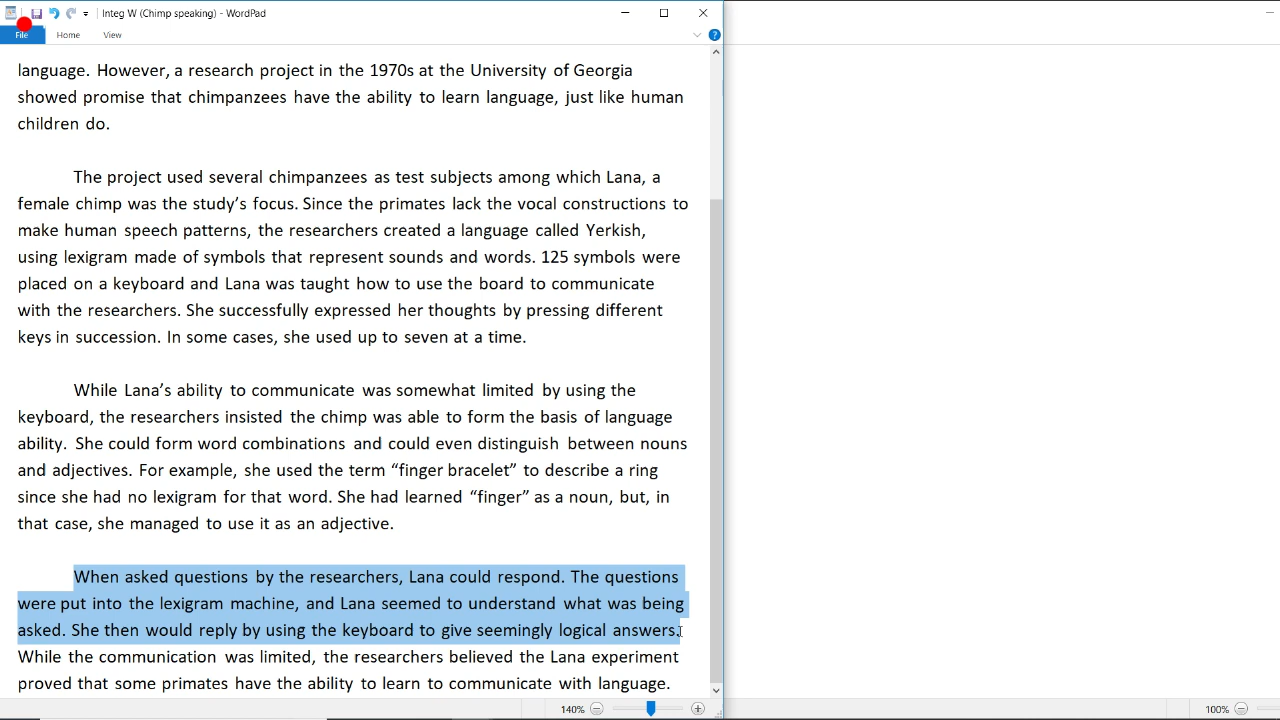 Integ W (Chimp speaking) - WordPad
File Home View
language. However, a research project in the 1970s at the University of Georgia
showed promise that chimpanzees have the ability to learn language, just like human
children do.
The project used several chimpanzees as test subjects among which Lana, a
female chimp was the study’s focus. Since the primates lack the vocal constructions to
make human speech patterns, the researchers created a language called Yerkish,
using lexigram made of symbols that represent sounds and words. 125 symbols were
placed on a keyboard and Lana was taught how to use the board to communicate
with the researchers. She successfully expressed her thoughts by pressing different
keys in succession. In some cases, she used up to seven at a time.
While Lana’s ability to communicate was somewhat limited by using the
keyboard, the researchers insisted the chimp was able to form the basis of language
ability. She could form word combinations and could even distinguish between nouns
and adjectives. For example, she used the term “finger bracelet” to describe a ring
since she had no lexigram for that word. She had learned “finger” as a noun, but, in
that case, she managed to use it as an adjective.
When asked questions by the researchers, Lana could respond. The questions
were put into the lexigram machine, and Lana seemed to understand what was being
asked. She then would reply by using the keyboard to give seemingly logical answers.
While the communication was limited, the researchers believed the Lana experiment
proved that some primates have the ability to learn to communicate with language.
140% 100%